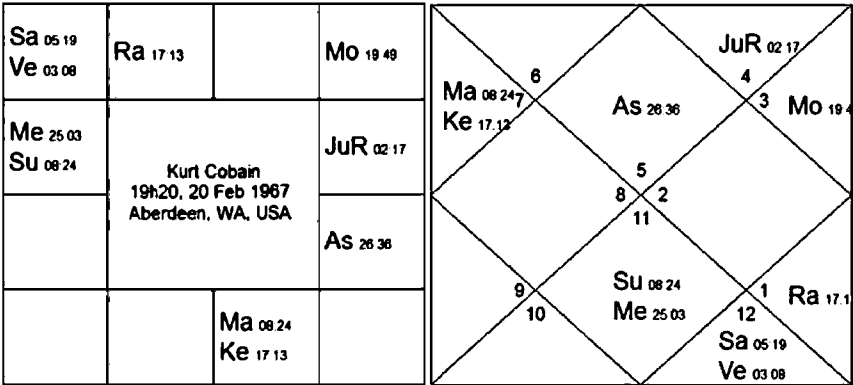 Sa 05 19
Ve 03 08
Ra 17 13
Mo 19 49
Me 25 03
Su 08 24
JuR 02 17
Kurt Cobain
19h20, 20 Feb 1967
Aberdeen, WA, USA
As 26 36
Ma 08.24
Ke 17 13
JuR 02 17
6
4
Ma 08 24
7
3
Ke 17.13
As 26 36
Mo 19 4
5
8
2
11
9
1
10
12
Su 08 24
Me 25 03
Ra 17.1
Sa 05 19
Ve 03 08